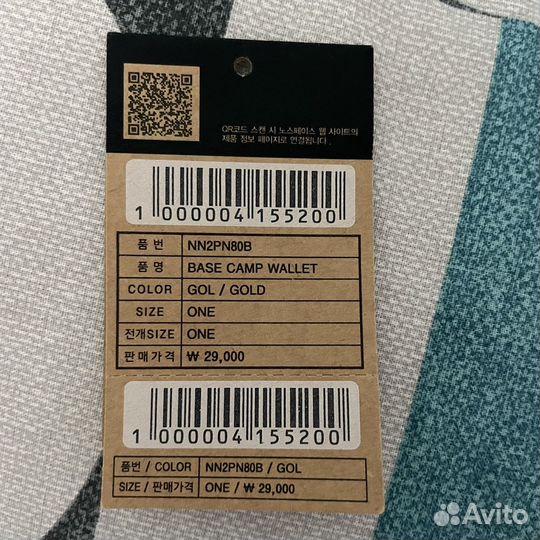 QR코드 스캔 시 노스페이스 웹 사이트의
제품 정보 페이지로 연결됩니다.
1 000004 155200
품 번 NN2PN80B
품 명 BASE CAMP WALLET
COLOR GOL / GOLD
SIZE ONE
전개SIZE ONE
판매가격 ₩ 29,000
1 000004 155200
품번 / COLOR NN2PN80B / GOL
SIZE / 판매가격 ONE / ₩ 29,000
Avito